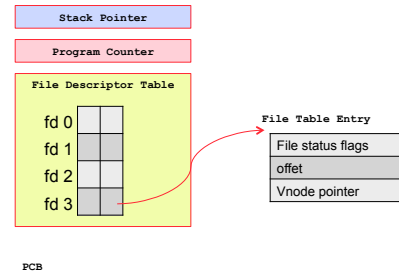 Stack Pointer
Program Counter
File Descriptor Table
fd 0
fd 1
fd 2
fd 3
File Table Entry
File status flags
offet
Vnode pointer
PCB